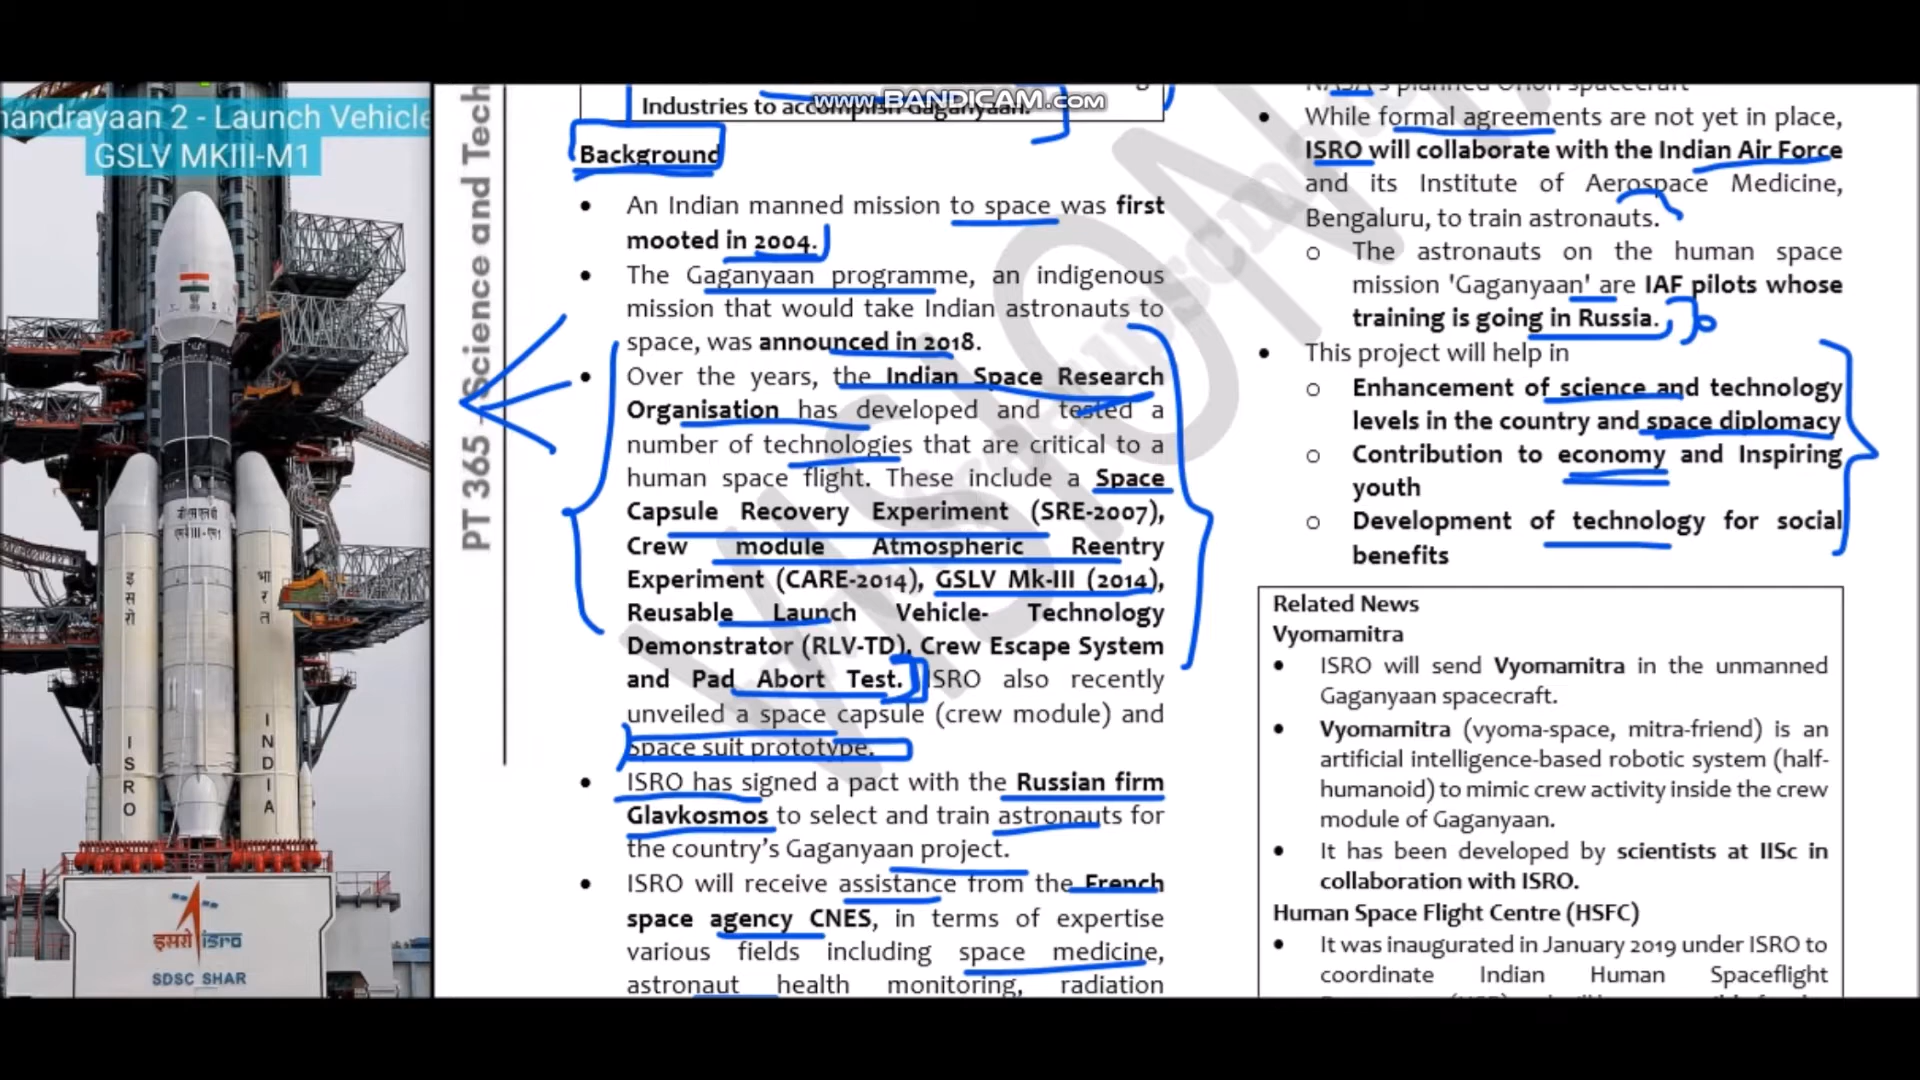 www.BANDICAM.com
handrayaan 2 - Launch Vehicle
GSLV MKIII-M1
जीएसएलवी
इसरो
भारत
ISRO
INDIA
इसरो isro
SDSC SHAR
PT 365 - Science and Tech
Industries to accomplish Gaganyaan.
Background
• An Indian manned mission to space was first
mooted in 2004.
• The Gaganyaan programme, an indigenous
mission that would take Indian astronauts to
space, was announced in 2018.
• Over the years, the Indian Space Research
Organisation has developed and tested a
number of technologies that are critical to a
human space flight. These include a Space
Capsule Recovery Experiment (SRE-2007),
Crew module Atmospheric Reentry
Experiment (CARE-2014), GSLV Mk-III (2014),
Reusable Launch Vehicle- Technology
Demonstrator (RLV-TD), Crew Escape System
and Pad Abort Test. ISRO also recently
unveiled a space capsule (crew module) and
Space suit prototype.
• ISRO has signed a pact with the Russian firm
Glavkosmos to select and train astronauts for
the country's Gaganyaan project.
• ISRO will receive assistance from the French
space agency CNES, in terms of expertise
various fields including space medicine,
astronaut health monitoring, radiation
NASA's planned Orion spacecraft
• While formal agreements are not yet in place,
ISRO will collaborate with the Indian Air Force
and its Institute of Aerospace Medicine,
Bengaluru, to train astronauts.
o The astronauts on the human space
mission 'Gaganyaan' are IAF pilots whose
training is going in Russia.
• This project will help in
o Enhancement of science and technology
levels in the country and space diplomacy
o Contribution to economy and Inspiring
youth
o Development of technology for social
benefits
Related News
Vyomamitra
• ISRO will send Vyomamitra in the unmanned
Gaganyaan spacecraft.
• Vyomamitra (vyoma-space, mitra-friend) is an
artificial intelligence-based robotic system (half-
humanoid) to mimic crew activity inside the crew
module of Gaganyaan.
• It has been developed by scientists at IISc in
collaboration with ISRO.
Human Space Flight Centre (HSFC)
• It was inaugurated in January 2019 under ISRO to
coordinate Indian Human Spaceflight